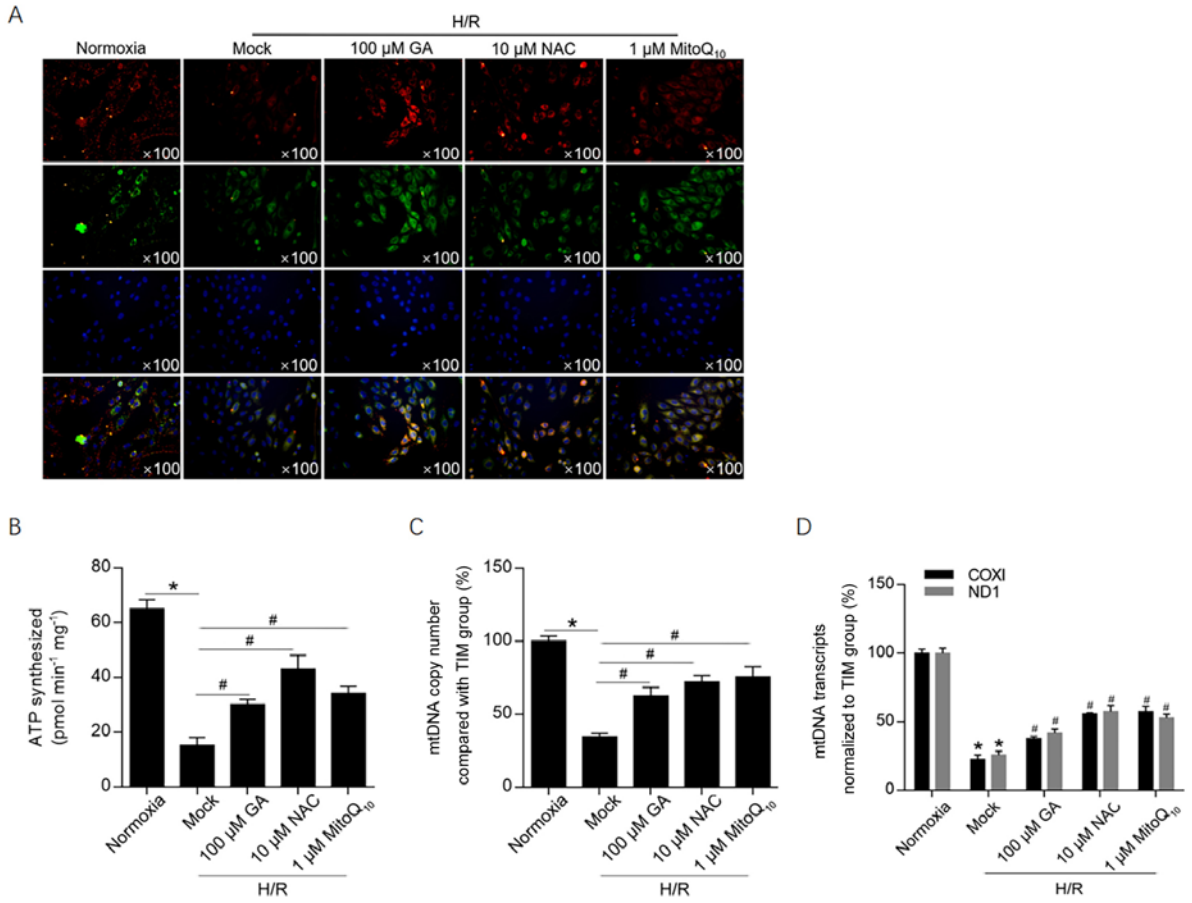 A
H/R
Normoxia Mock 100 µM GA 10 µM NAC 1 µM MitoQ₁₀
×100 ×100 ×100 ×100 ×100
×100 ×100 ×100 ×100 ×100
×100 ×100 ×100 ×100 ×100
×100 ×100 ×100 ×100 ×100
B
ATP synthesized
(pmol min⁻¹ mg⁻¹)
80
60
40
20
0
*
#
#
#
Normoxia
Mock
100 µM GA
10 µM NAC
1 µM MitoQ₁₀
H/R
C
mtDNA copy number
compared with TIM group (%)
150
100
50
0
*
#
#
#
Normoxia
Mock
100 µM GA
10 µM NAC
1 µM MitoQ₁₀
H/R
D
COXI
ND1
mtDNA transcripts
normalized to TIM group (%)
150
100
50
0
* * # # # # # #
Normoxia
Mock
100 µM GA
10 µM NAC
1 µM MitoQ₁₀
H/R